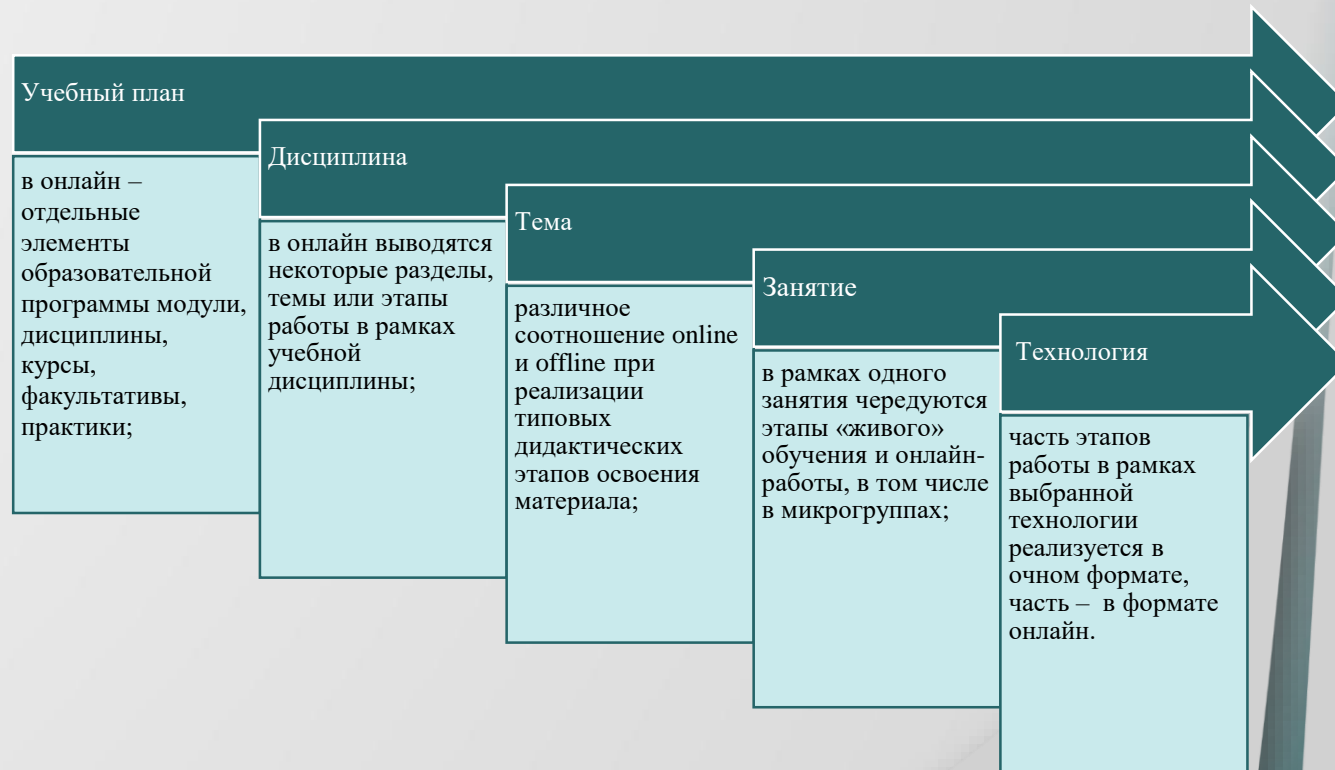 Учебный план
в онлайн –
отдельные
элементы
образовательной
программы модули,
дисциплины,
курсы,
факультативы,
практики;
Дисциплина
в онлайн выводятся
некоторые разделы,
темы или этапы
работы в рамках
учебной
дисциплины;
Тема
различное
соотношение online
и offline при
реализации
типовых
дидактических
этапов освоения
материала;
Занятие
в рамках одного
занятия чередуются
этапы «живого»
обучения и онлайн-
работы, в том числе
в микрогруппах;
Технология
часть этапов
работы в рамках
выбранной
технологии
реализуется в
очном формате,
часть – в формате
онлайн.